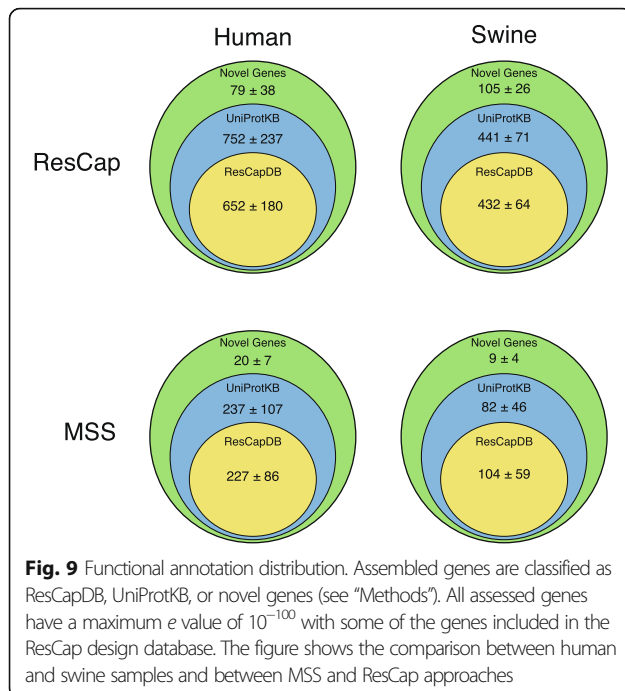 Human
Swine
ResCap
Novel Genes
79 ± 38
UniProtKB
752 ± 237
ResCapDB
652 ± 180
Novel Genes
105 ± 26
UniProtKB
441 ± 71
ResCapDB
432 ± 64
MSS
Novel Genes
20 ± 7
UniProtKB
237 ± 107
ResCapDB
227 ± 86
Novel Genes
9 ± 4
UniProtKB
82 ± 46
ResCapDB
104 ± 59
Fig. 9 Functional annotation distribution. Assembled genes are classified as
ResCapDB, UniProtKB, or novel genes (see “Methods”). All assessed genes
have a maximum e value of 10⁻¹⁰⁰ with some of the genes included in the
ResCap design database. The figure shows the comparison between human
and swine samples and between MSS and ResCap approaches